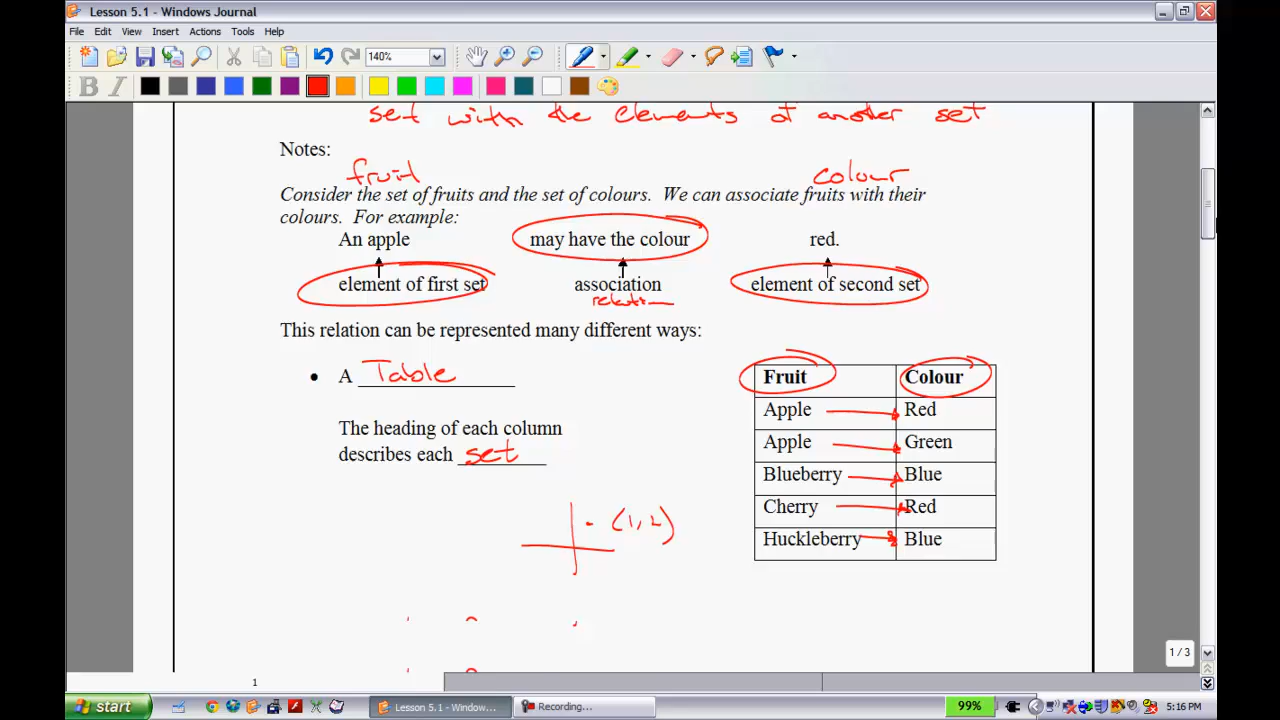 Lesson 5.1 - Windows Journal
File Edit View Insert Actions Tools Help
140%
B I
set with the elements of another set
Notes:
fruit colour
Consider the set of fruits and the set of colours. We can associate fruits with their
colours. For example:
An apple may have the colour red.
element of first set association element of second set
relation
This relation can be represented many different ways:
• A Table
The heading of each column
describes each set
Fruit Colour
Apple Red
Apple Green
Blueberry Blue
Cherry Red
Huckleberry Blue
(1,2)
1 / 3
1
start Lesson 5.1 - Windows Journal... Recording... 99% 5:16 PM